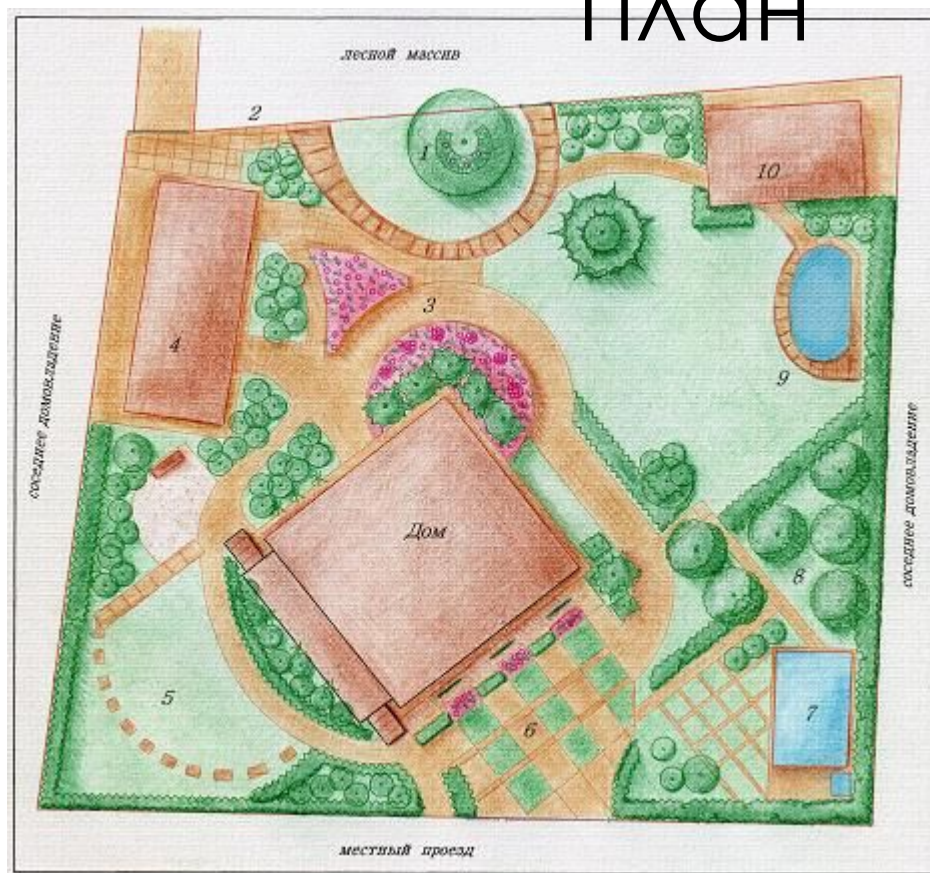 План
лесной массив
2
1
10
3
4
9
соседнее домовладение
соседнее домовладение
Дом
8
5
6
7
местный проезд